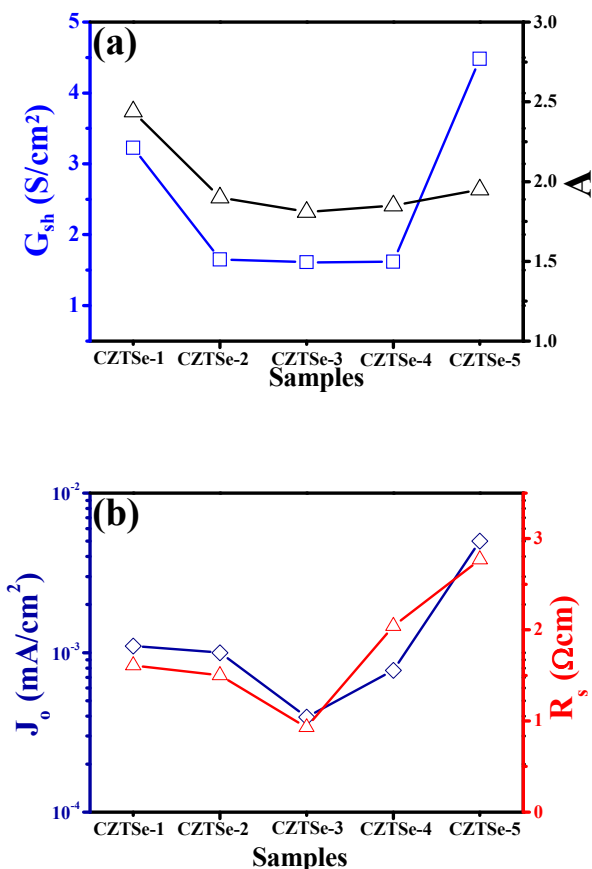 (a)
5
4
3
2
1
G_sh (S/cm²)
3.0
2.5
2.0
1.5
1.0
A
CZTSe-1 CZTSe-2 CZTSe-3 CZTSe-4 CZTSe-5
Samples
(b)
10⁻²
10⁻³
10⁻⁴
J_o (mA/cm²)
3
2
1
0
R_s (Ωcm)
CZTSe-1 CZTSe-2 CZTSe-3 CZTSe-4 CZTSe-5
Samples